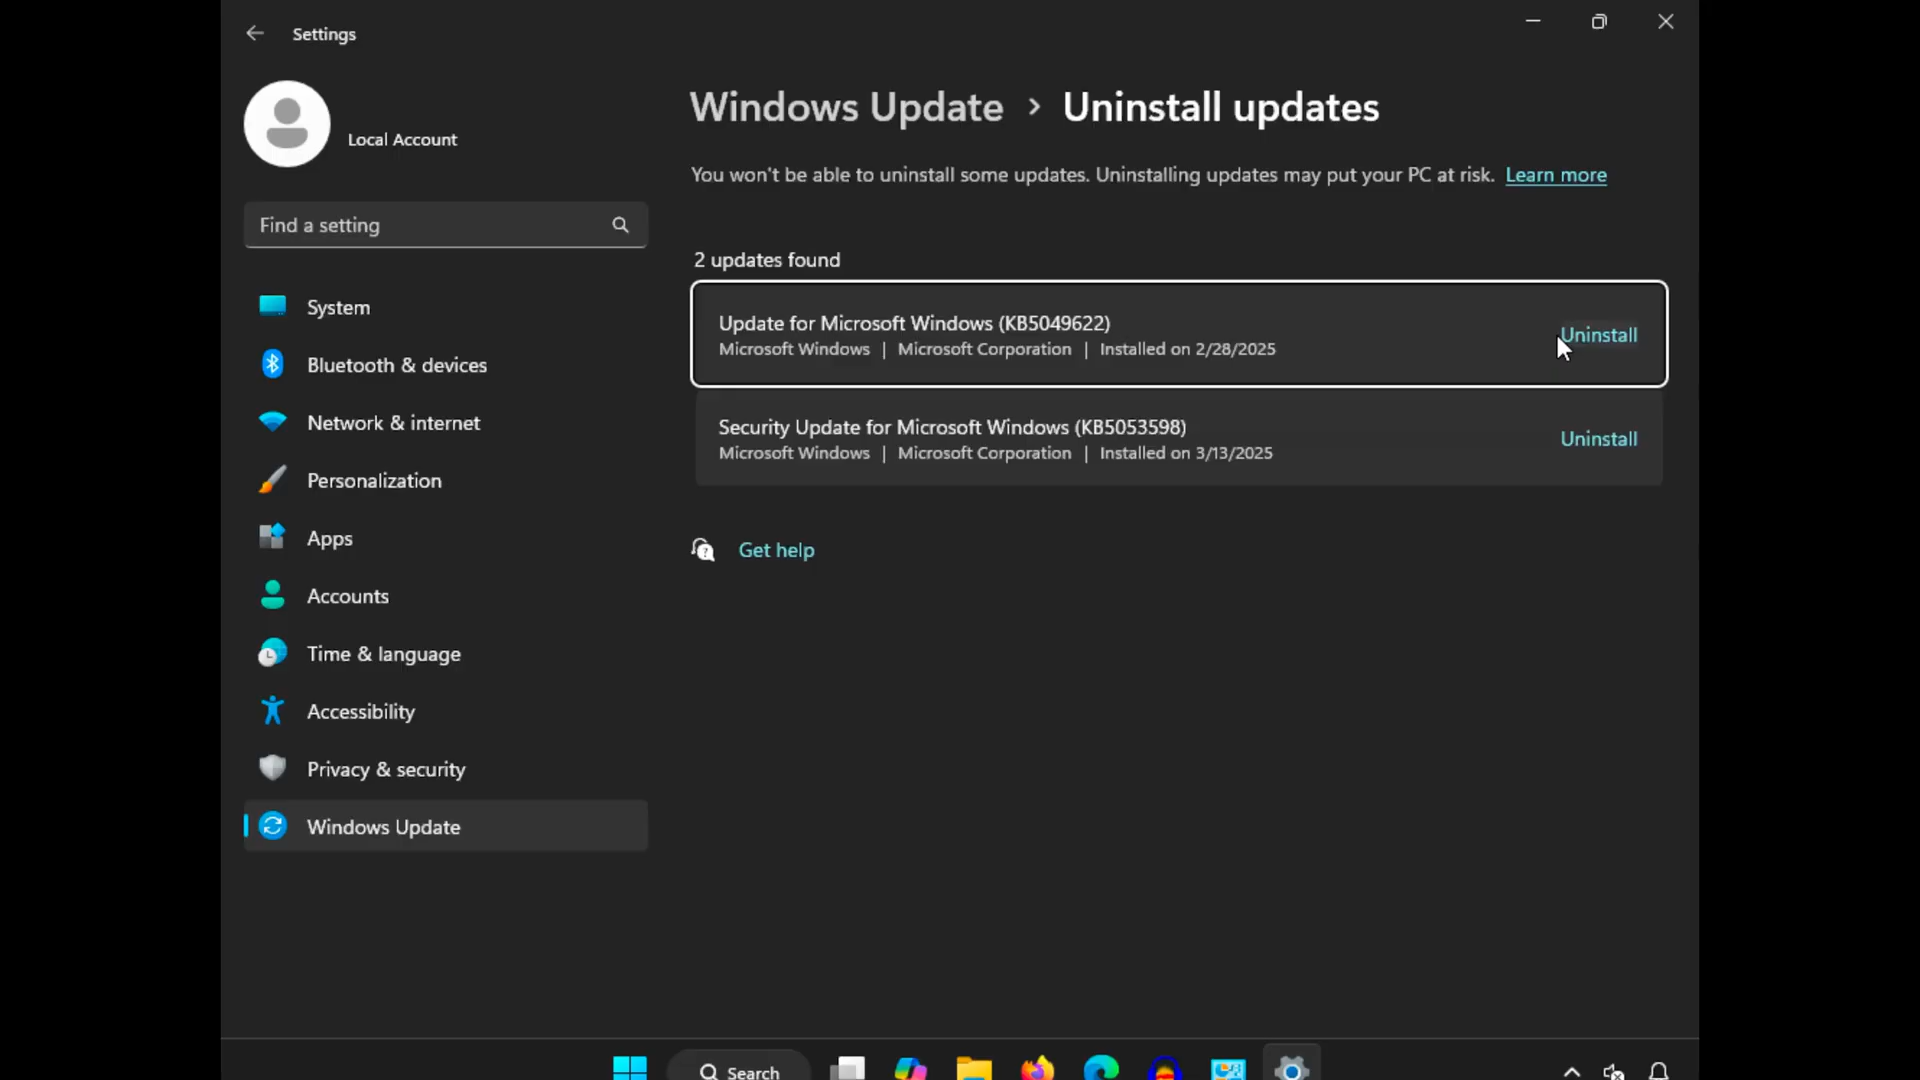 Settings
Local Account
Find a setting
System
Bluetooth & devices
Network & internet
Personalization
Apps
Accounts
Time & language
Accessibility
Privacy & security
Windows Update
Windows Update > Uninstall updates
You won't be able to uninstall some updates. Uninstalling updates may put your PC at risk. Learn more
2 updates found
Update for Microsoft Windows (KB5049622)
Microsoft Windows | Microsoft Corporation | Installed on 2/28/2025
Uninstall
Security Update for Microsoft Windows (KB5053598)
Microsoft Windows | Microsoft Corporation | Installed on 3/13/2025
Uninstall
Get help
Search